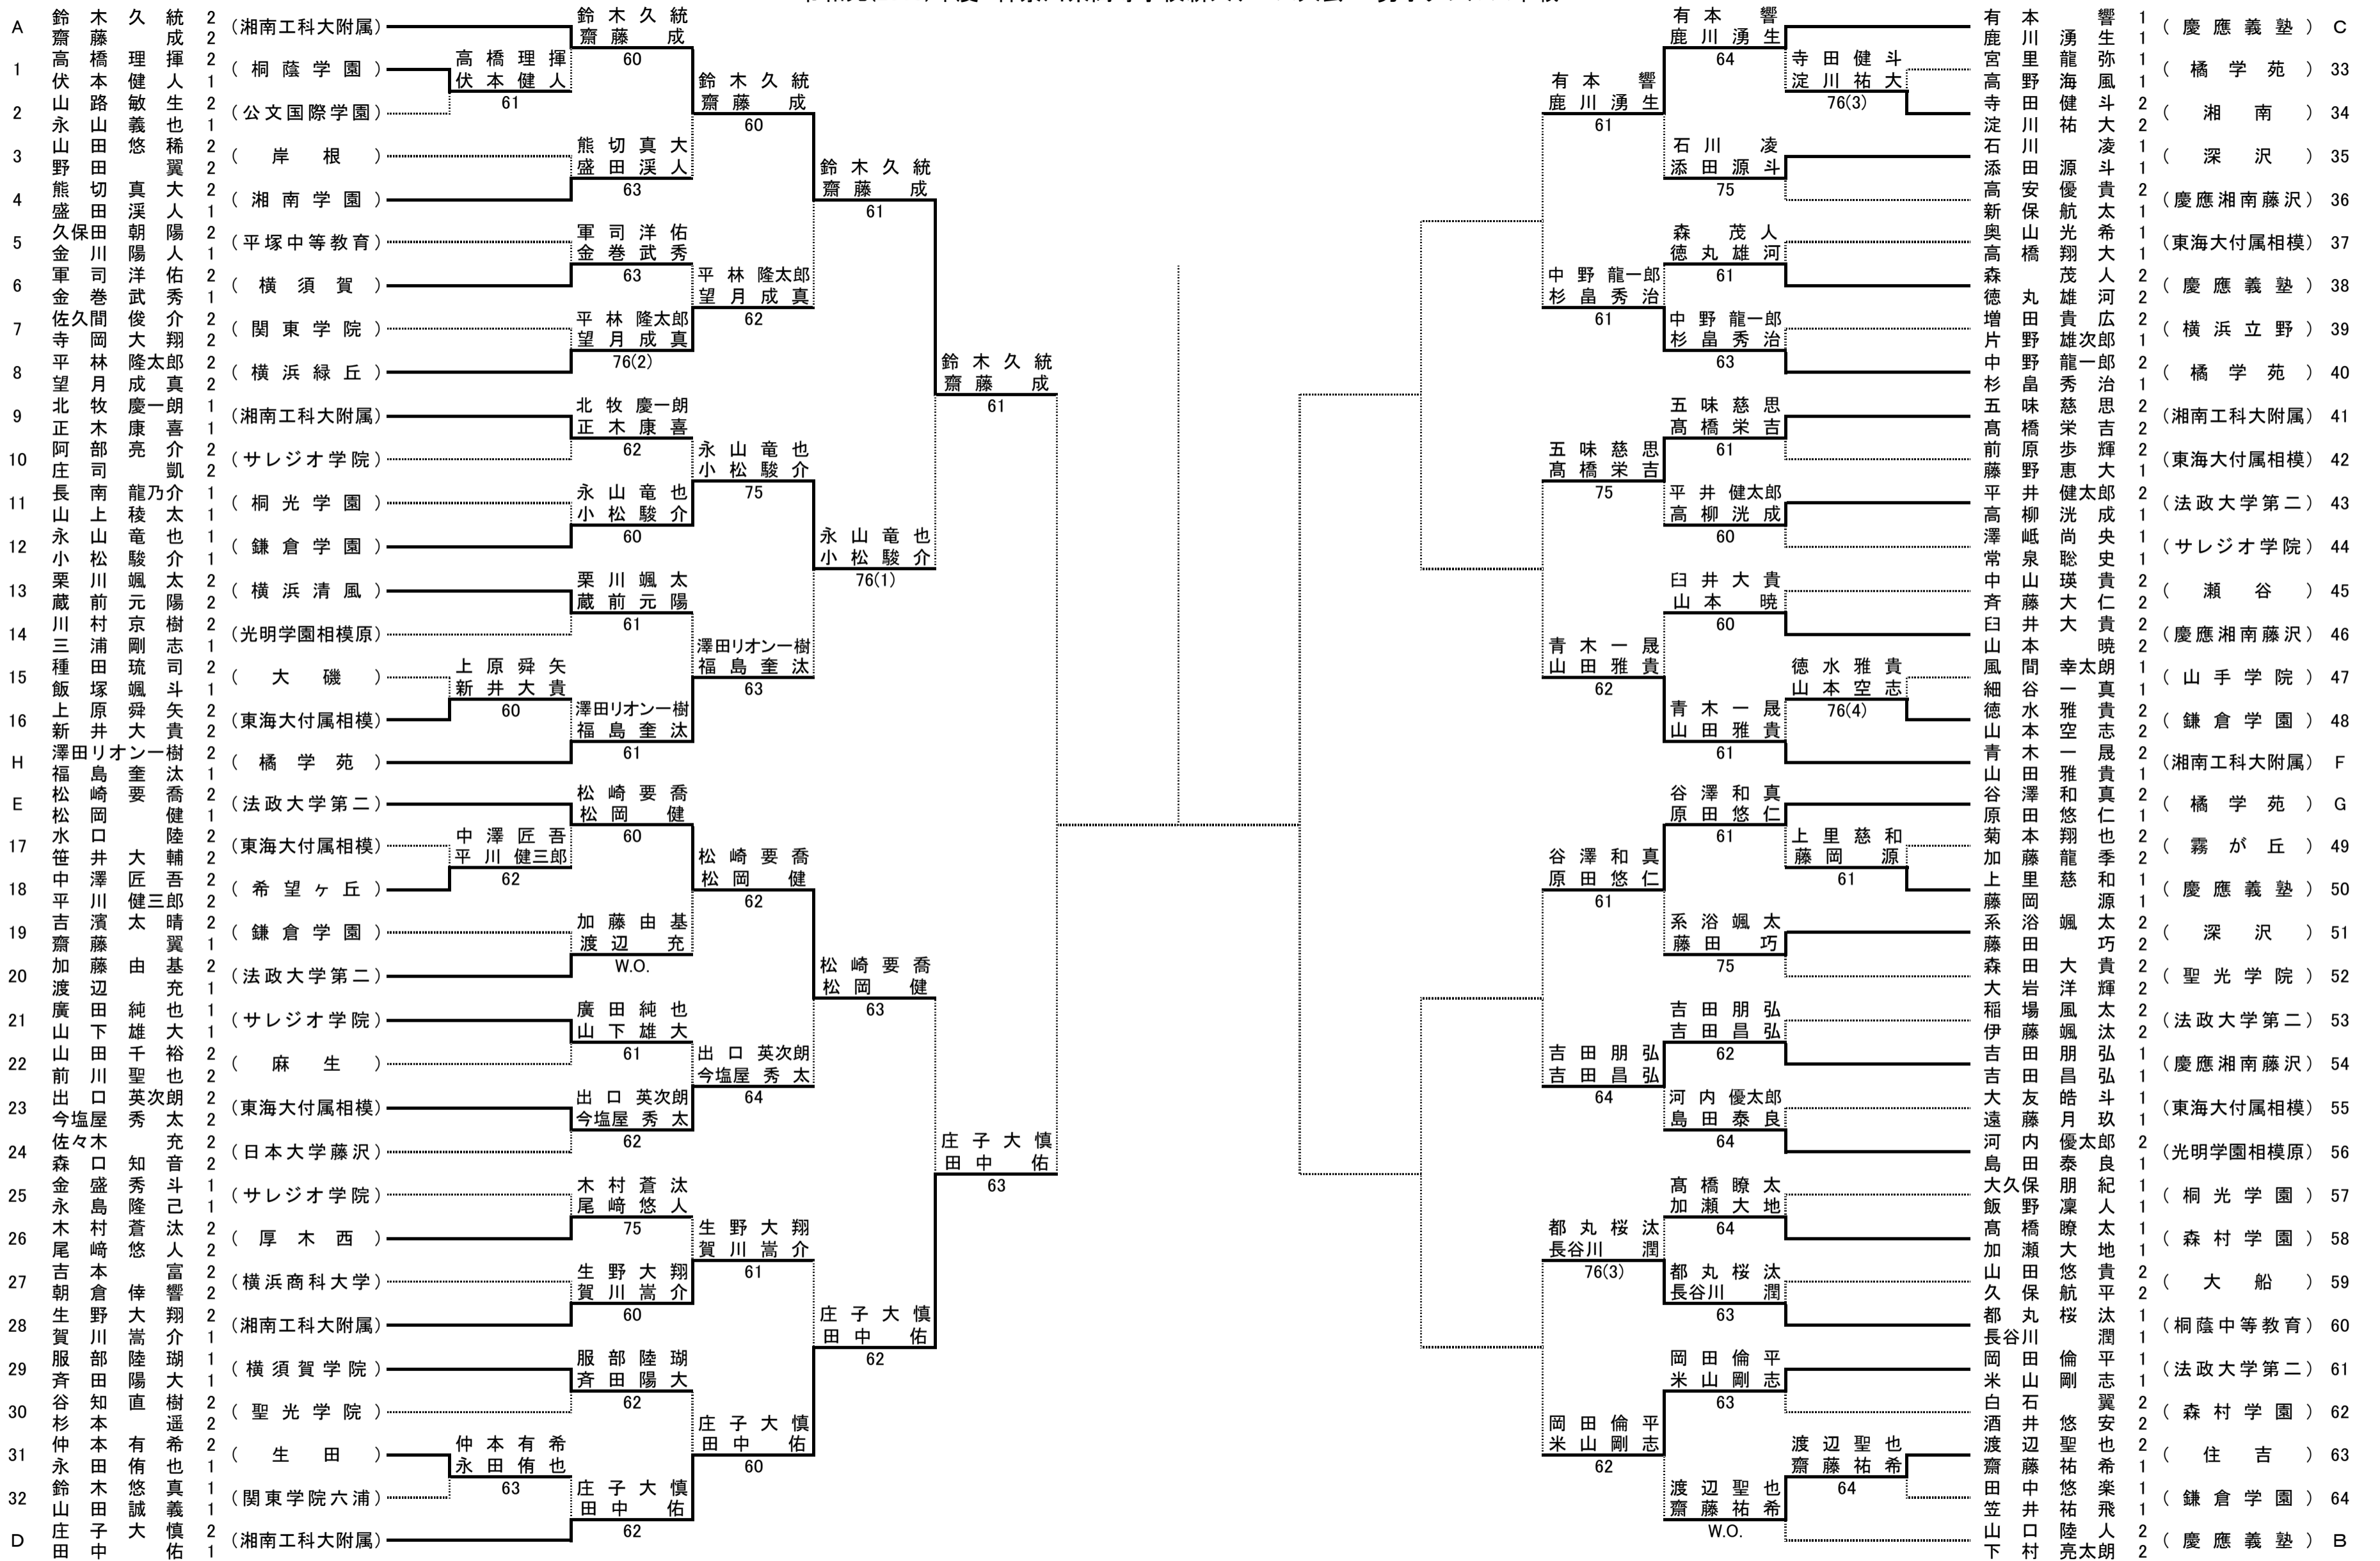 鈴木久統 2
A (湘南工科大附属)
齋藤成 2
高橋理揮 2
1 (桐蔭学園)
伏本健人 1
山路敏生 2
2 (公文国際学園)
永山義也 1
山田悠稀 2
3 (岸根)
野田翼 2
熊切真大 2
4 (湘南学園)
盛田渓人 1
久保田朝陽 2
5 (平塚中等教育)
金川陽人 1
軍司洋佑 2
6 (横須賀)
金巻武秀 1
佐久間俊介 2
7 (関東学院)
寺岡大翔 2
平林隆太郎 2
8 (横浜緑丘)
望月成真 2
北牧慶一朗 1
9 (湘南工科大附属)
正木康喜 1
阿部亮介 2
10 (サレジオ学院)
庄司凱 2
長南龍乃介 1
11 (桐光学園)
山上稜太 1
永山竜也 1
12 (鎌倉学園)
小松駿介 1
栗川颯太 2
13 (横浜清風)
蔵前元陽 2
川村京樹 2
14 (光明学園相模原)
三浦剛志 1
種田琉司 2
15 (大磯)
飯塚颯斗 1
上原舜矢 2
16 (東海大付属相模)
新井大貴 2
澤田リオン一樹 2
H (橘学苑)
福島奎汰 1
松崎要喬 2
E (法政大学第二)
松岡健 1
水口陸 2
17 (東海大付属相模)
笹井大輔 2
中澤匠吾 2
18 (希望ヶ丘)
平川健三郎 2
吉濱太晴 2
19 (鎌倉学園)
齋藤翼 1
加藤由基 2
20 (法政大学第二)
渡辺充 1
廣田純也 1
21 (サレジオ学院)
山下雄大 1
山田千裕 2
22 (麻生)
前川聖也 2
出口英次朗 2
23 (東海大付属相模)
今塩屋秀太 2
佐々木充 2
24 (日本大学藤沢)
森口知音 2
金盛秀斗 1
25 (サレジオ学院)
永島隆己 1
木村蒼汰 2
26 (厚木西)
尾﨑悠人 2
吉本富 2
27 (横浜商科大学)
朝倉倖響 2
生野大翔 2
28 (湘南工科大附属)
賀川嵩介 1
服部陸瑚 1
29 (横須賀学院)
斉田陽大 1
谷知直樹 2
30 (聖光学院)
杉本遥 2
仲本有希 2
31 (生田)
永田侑也 1
鈴木悠真 1
32 (関東学院六浦)
山田誠義 1
庄子大慎 2
D (湘南工科大附属)
田中佑 1
高橋理揮
伏本健人
61
上原舜矢
新井大貴
60
中澤匠吾
平川健三郎
62
仲本有希
永田侑也
63
鈴木久統
齋藤成
60
熊切真大
盛田渓人
63
軍司洋佑
金巻武秀
63
平林隆太郎
望月成真
76(2)
北牧慶一朗
正木康喜
62
永山竜也
小松駿介
60
栗川颯太
蔵前元陽
61
澤田リオン一樹
福島奎汰
61
松崎要喬
松岡健
60
加藤由基
渡辺充
W.O.
廣田純也
山下雄大
61
出口英次朗
今塩屋秀太
62
木村蒼汰
尾﨑悠人
75
生野大翔
賀川嵩介
60
服部陸瑚
斉田陽大
62
庄子大慎
田中佑
62
鈴木久統
齋藤成
60
平林隆太郎
望月成真
62
永山竜也
小松駿介
75
澤田リオン一樹
福島奎汰
63
松崎要喬
松岡健
62
出口英次朗
今塩屋秀太
64
生野大翔
賀川嵩介
61
庄子大慎
田中佑
60
鈴木久統
齋藤成
61
永山竜也
小松駿介
76(1)
松崎要喬
松岡健
63
庄子大慎
田中佑
62
鈴木久統
齋藤成
61
庄子大慎
田中佑
63
有本響
鹿川湧生
61
中野龍一郎
杉畠秀治
61
五味慈思
髙橋栄吉
75
青木一晟
山田雅貴
62
谷澤和真
原田悠仁
61
吉田朋弘
吉田昌弘
64
都丸桜汰
長谷川潤
76(3)
岡田倫平
米山剛志
62
有本響
鹿川湧生
64
石川凌
添田源斗
75
森茂人
徳丸雄河
61
中野龍一郎
杉畠秀治
63
五味慈思
髙橋栄吉
61
平井健太郎
高柳洸成
60
臼井大貴
山本暁
60
青木一晟
山田雅貴
61
谷澤和真
原田悠仁
61
系浴颯太
藤田巧
75
吉田朋弘
吉田昌弘
62
河内優太郎
島田泰良
64
髙橋瞭太
加瀬大地
64
都丸桜汰
長谷川潤
63
岡田倫平
米山剛志
63
渡辺聖也
齋藤祐希
W.O.
寺田健斗
淀川祐大
76(3)
徳水雅貴
山本空志
76(4)
上里慈和
藤岡源
61
渡辺聖也
齋藤祐希
64
有本響 1
(慶應義塾) C
鹿川湧生 1
宮里龍弥 1
(橘学苑) 33
高野海風 1
寺田健斗 2
(湘南) 34
淀川祐大 2
石川凌 1
(深沢) 35
添田源斗 1
高安優貴 2
(慶應湘南藤沢) 36
新保航太 1
奥山光希 1
(東海大付属相模) 37
高橋翔大 1
森茂人 2
(慶應義塾) 38
徳丸雄河 2
増田貴広 2
(横浜立野) 39
片野雄次郎 1
中野龍一郎 2
(橘学苑) 40
杉畠秀治 1
五味慈思 2
(湘南工科大附属) 41
髙橋栄吉 2
前原歩輝 2
(東海大付属相模) 42
藤野恵大 1
平井健太郎 2
(法政大学第二) 43
高柳洸成 1
澤岻尚央 1
(サレジオ学院) 44
常泉聡史 1
中山瑛貴 2
(瀬谷) 45
斉藤大仁 2
臼井大貴 2
(慶應湘南藤沢) 46
山本暁 2
風間幸太朗 1
(山手学院) 47
細谷一真 1
徳水雅貴 2
(鎌倉学園) 48
山本空志 2
青木一晟 2
(湘南工科大附属) F
山田雅貴 1
谷澤和真 2
(橘学苑) G
原田悠仁 1
菊本翔也 2
(霧が丘) 49
加藤龍季 2
上里慈和 1
(慶應義塾) 50
藤岡源 1
系浴颯太 2
(深沢) 51
藤田巧 2
森田大貴 2
(聖光学院) 52
大岩洋輝 2
稲場風太 2
(法政大学第二) 53
伊藤颯汰 2
吉田朋弘 1
(慶應湘南藤沢) 54
吉田昌弘 1
大友皓斗 1
(東海大付属相模) 55
遠藤月玖 1
河内優太郎 2
(光明学園相模原) 56
島田泰良 1
大久保朋紀 1
(桐光学園) 57
飯野凜人 1
髙橋瞭太 1
(森村学園) 58
加瀬大地 1
山田悠貴 2
(大船) 59
久保航平 2
都丸桜汰 1
(桐蔭中等教育) 60
長谷川潤 1
岡田倫平 1
(法政大学第二) 61
米山剛志 1
白石翼 2
(森村学園) 62
酒井悠安 2
渡辺聖也 2
(住吉) 63
齋藤祐希 1
田中悠楽 1
(鎌倉学園) 64
笠井祐飛 1
山口陸人 2
(慶應義塾) B
下村亮太朗 2